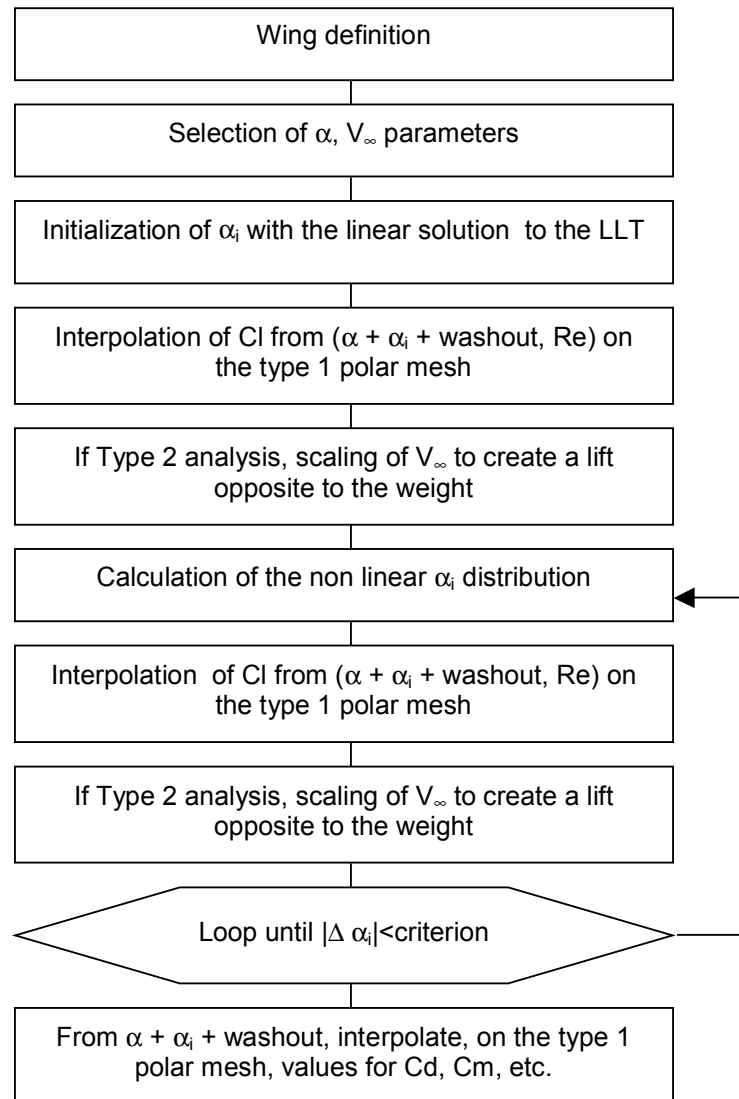 Wing definition
Selection of α, V∞ parameters
Initialization of αi with the linear solution to the LLT
Interpolation of Cl from (α + αi + washout, Re) on
the type 1 polar mesh
If Type 2 analysis, scaling of V∞ to create a lift
opposite to the weight
Calculation of the non linear αi distribution
Interpolation of Cl from (α + αi + washout, Re) on
the type 1 polar mesh
If Type 2 analysis, scaling of V∞ to create a lift
opposite to the weight
Loop until |Δ αi|<criterion
From α + αi + washout, interpolate, on the type 1
polar mesh, values for Cd, Cm, etc.